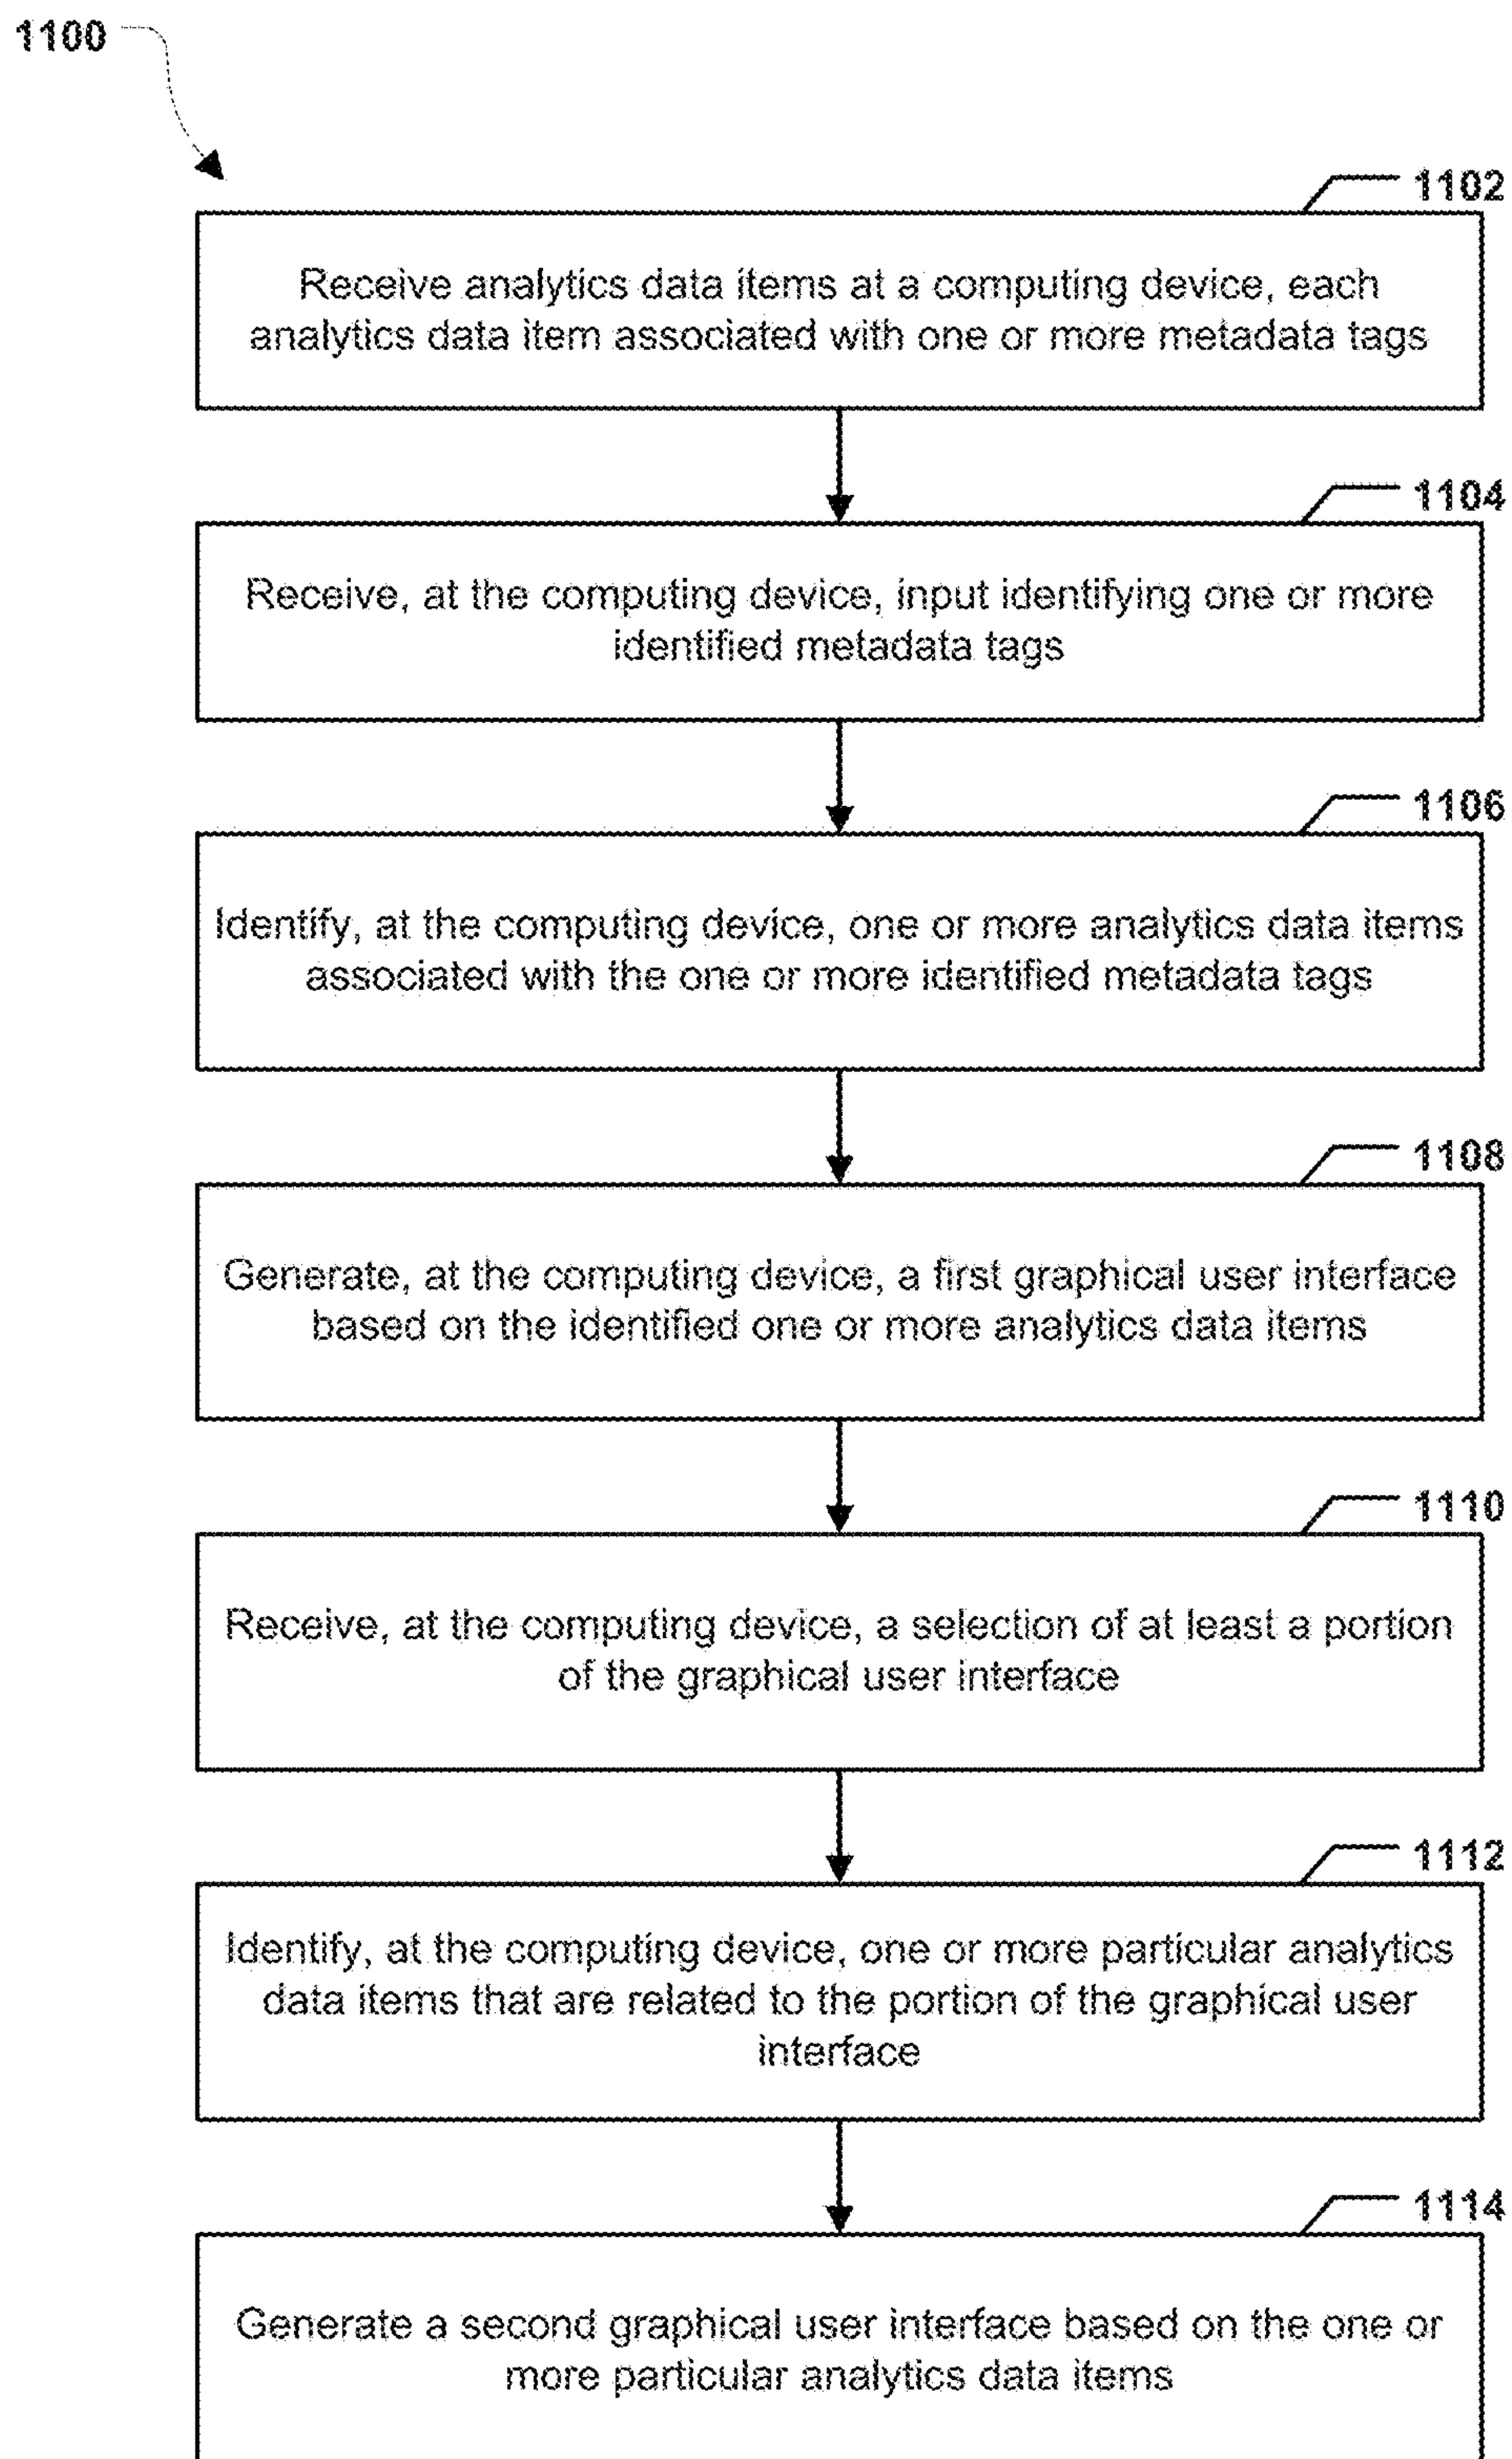 1100
1102
Receive analytics data items at a computing device, each
analytics data item associated with one or more metadata tags
1104
Receive, at the computing device, input identifying one or more
identified metadata tags
1106
Identify, at the computing device, one or more analytics data items
associated with the one or more identified metadata tags
1108
Generate, at the computing device, a first graphical user interface
based on the identified one or more analytics data items
1110
Receive, at the computing device, a selection of at least a portion
of the graphical user interface
1112
Identify, at the computing device, one or more particular analytics
data items that are related to the portion of the graphical user
interface
1114
Generate a second graphical user interface based on the one or
more particular analytics data items